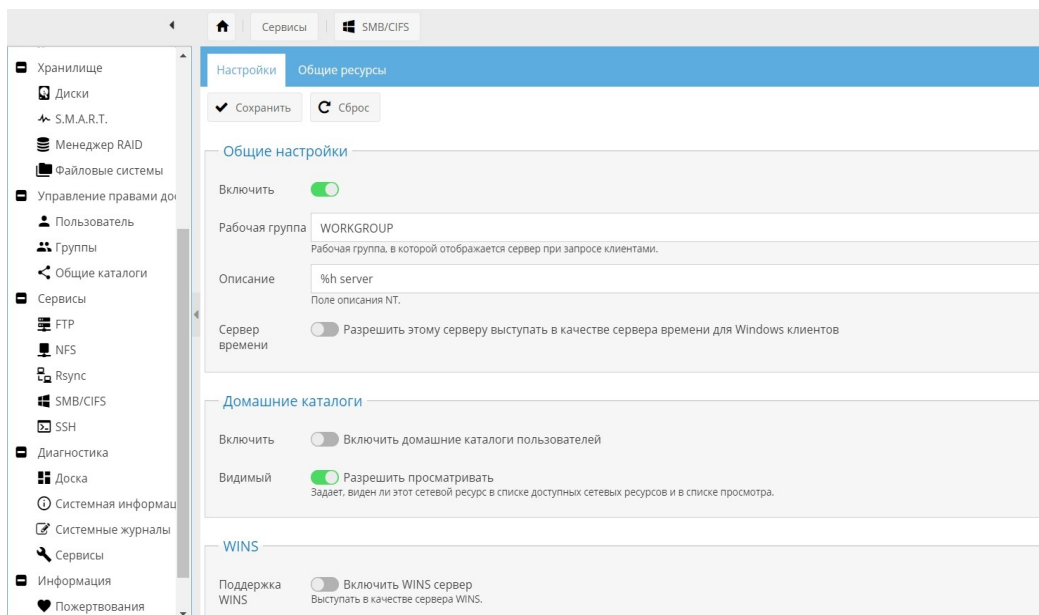 Сервисы
SMB/CIFS
Хранилище
Диски
S.M.A.R.T.
Менеджер RAID
Файловые системы
Управление правами дос
Пользователь
Группы
Общие каталоги
Сервисы
FTP
NFS
Rsync
SMB/CIFS
SSH
Диагностика
Доска
Системная информац
Системные журналы
Сервисы
Информация
Пожертвования
Настройки
Общие ресурсы
Сохранить
Сброс
Общие настройки
Включить
Рабочая группа
WORKGROUP
Рабочая группа, в которой отображается сервер при запросе клиентами.
Описание
%h server
Поле описания NT.
Сервер
времени
Разрешить этому серверу выступать в качестве сервера времени для Windows клиентов
Домашние каталоги
Включить
Включить домашние каталоги пользователей
Видимый
Разрешить просматривать
Задает, виден ли этот сетевой ресурс в списке доступных сетевых ресурсов и в списке просмотра.
WINS
Поддержка
WINS
Включить WINS сервер
Выступать в качестве сервера WINS.